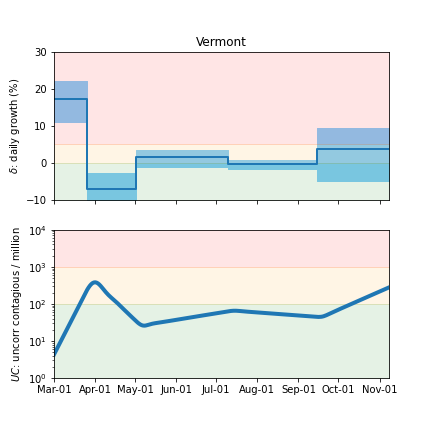 Vermont
δ: daily growth (%)
30
20
10
0
−10
UC: uncorr contagious / million
10⁴
10³
10²
10¹
10⁰
Mar-01 Apr-01 May-01 Jun-01 Jul-01 Aug-01 Sep-01 Oct-01 Nov-01